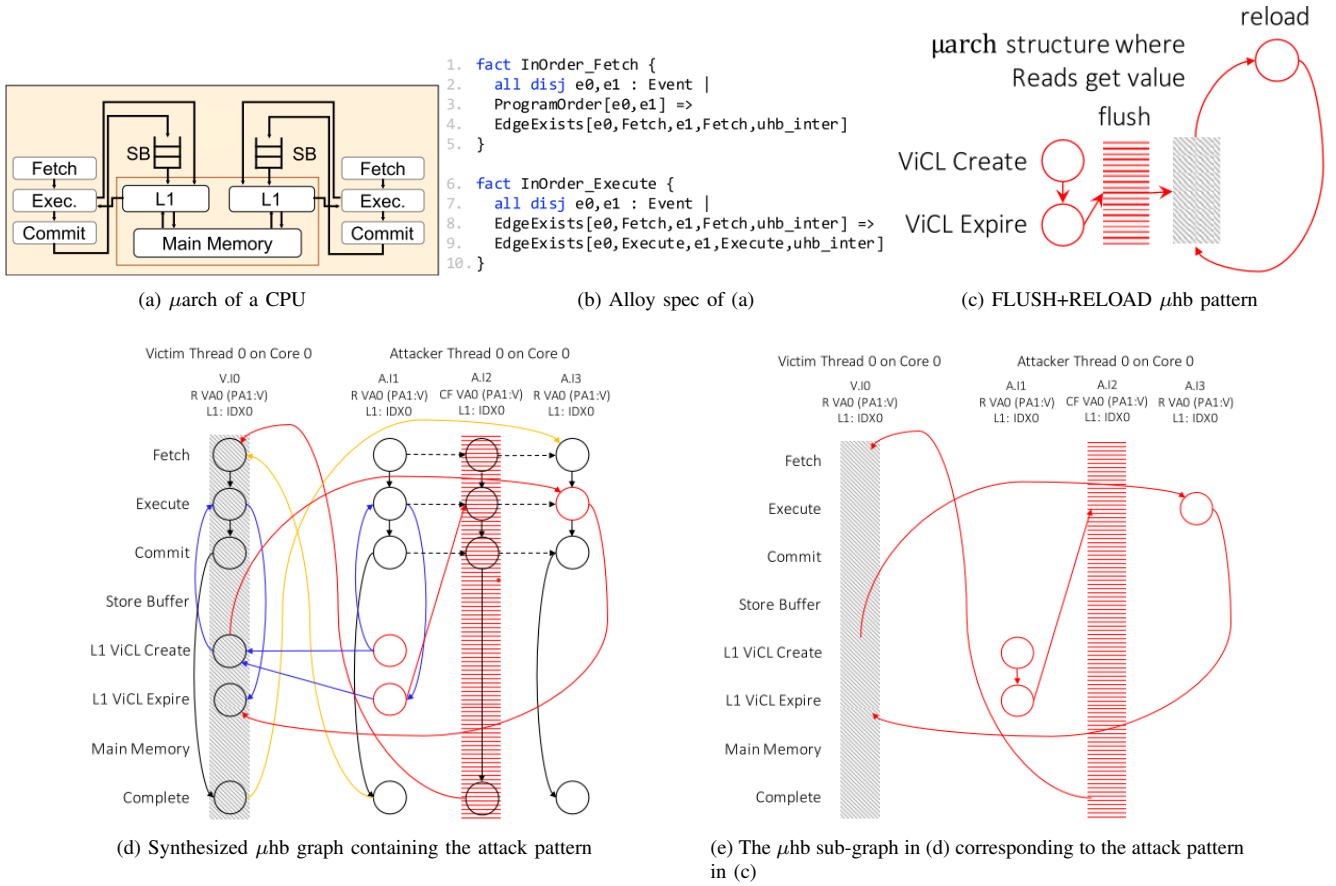 Fetch
Exec.
Commit
SB
L1
Main Memory
SB
L1
Fetch
Exec.
Commit
(a) μarch of a CPU
1. fact InOrder_Fetch {
2. all disj e0,e1 : Event |
3. ProgramOrder[e0,e1] =>
4. EdgeExists[e0,Fetch,e1,Fetch,uhb_inter]
5. }
6. fact InOrder_Execute {
7. all disj e0,e1 : Event |
8. EdgeExists[e0,Fetch,e1,Fetch,uhb_inter] =>
9. EdgeExists[e0,Execute,e1,Execute,uhb_inter]
10. }
(b) Alloy spec of (a)
reload
μarch structure where
Reads get value
flush
ViCL Create
ViCL Expire
(c) FLUSH+RELOAD μhb pattern
Victim Thread 0 on Core 0
Attacker Thread 0 on Core 0
V.I0
R VA0 (PA1:V)
L1: IDX0
A.I1
R VA0 (PA1:V)
L1: IDX0
A.I2
CF VA0 (PA1:V)
L1: IDX0
A.I3
R VA0 (PA1:V)
L1: IDX0
Fetch
Execute
Commit
Store Buffer
L1 ViCL Create
L1 ViCL Expire
Main Memory
Complete
(d) Synthesized μhb graph containing the attack pattern
Victim Thread 0 on Core 0
Attacker Thread 0 on Core 0
V.I0
R VA0 (PA1:V)
L1: IDX0
A.I1
R VA0 (PA1:V)
L1: IDX0
A.I2
CF VA0 (PA1:V)
L1: IDX0
A.I3
R VA0 (PA1:V)
L1: IDX0
Fetch
Execute
Commit
Store Buffer
L1 ViCL Create
L1 ViCL Expire
Main Memory
Complete
(e) The μhb sub-graph in (d) corresponding to the attack pattern
in (c)